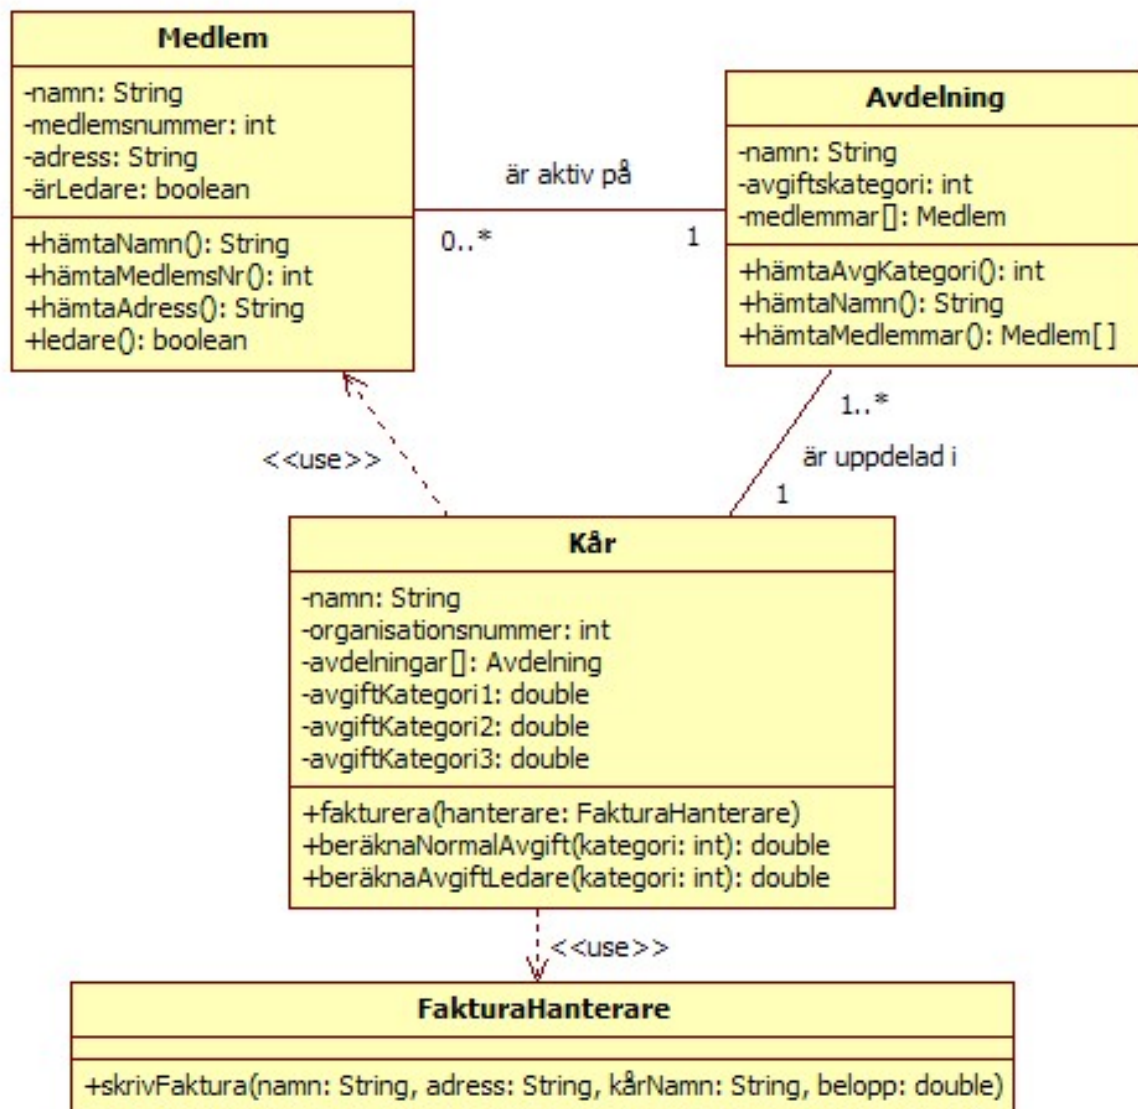 Medlem
-namn: String
-medlemsnummer: int
-adress: String
-ärLedare: boolean
+hämtaNamn(): String
+hämtaMedlemsNr(): int
+hämtaAdress(): String
+ledare(): boolean
är aktiv på
0..*
1
Avdelning
-namn: String
-avgiftskategori: int
-medlemmar[]: Medlem
+hämtaAvgKategori(): int
+hämtaNamn(): String
+hämtaMedlemmar(): Medlem[]
1..*
är uppdelad i
1
<<use>>
Kår
-namn: String
-organisationsnummer: int
-avdelningar[]: Avdelning
-avgiftKategori1: double
-avgiftKategori2: double
-avgiftKategori3: double
+fakturera(hanterare: FakturaHanterare)
+beräknaNormalAvgift(kategori: int): double
+beräknaAvgiftLedare(kategori: int): double
<<use>>
FakturaHanterare
+skrivFaktura(namn: String, adress: String, kårNamn: String, belopp: double)